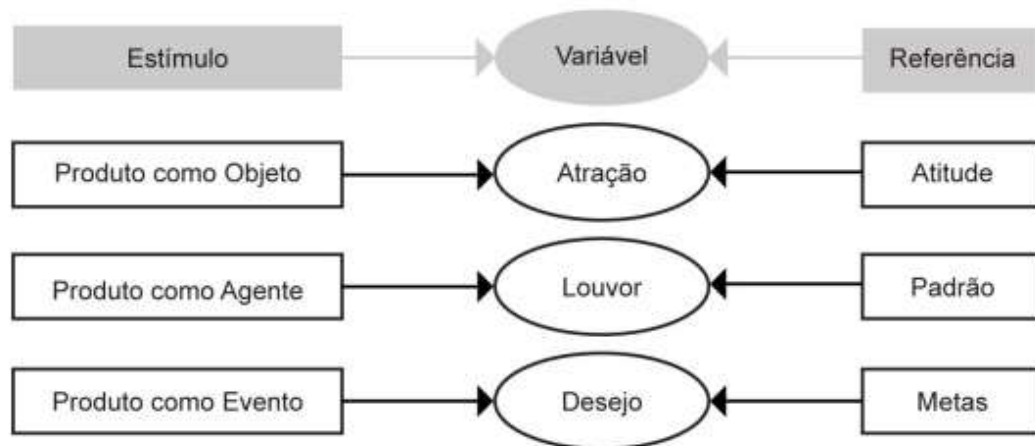 Estímulo
Variável
Referência
Produto como Objeto
Atração
Atitude
Produto como Agente
Louvor
Padrão
Produto como Evento
Desejo
Metas